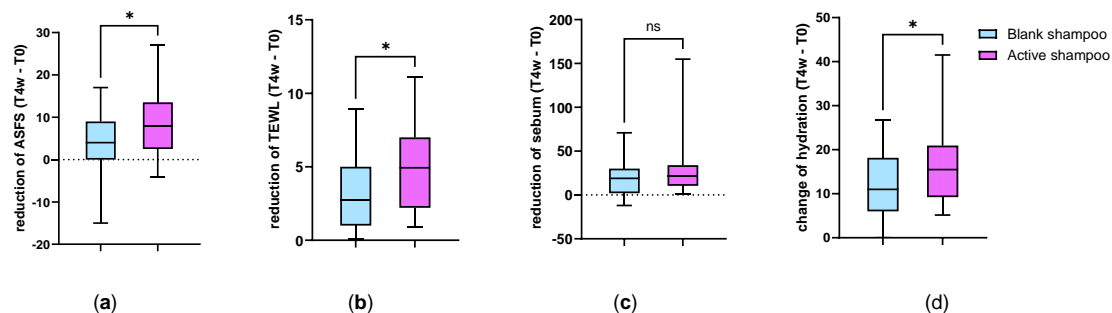 reduction of ASFS (T4w - T0)
30
20
10
0
-10
-20
*
(a)
reduction of TEWL (T4w - T0)
15
10
5
0
*
(b)
reduction of sebum (T4w - T0)
200
150
100
50
0
-50
ns
(c)
change of hydration (T4w - T0)
50
40
30
20
10
0
*
(d)
Blank shampoo
Active shampoo